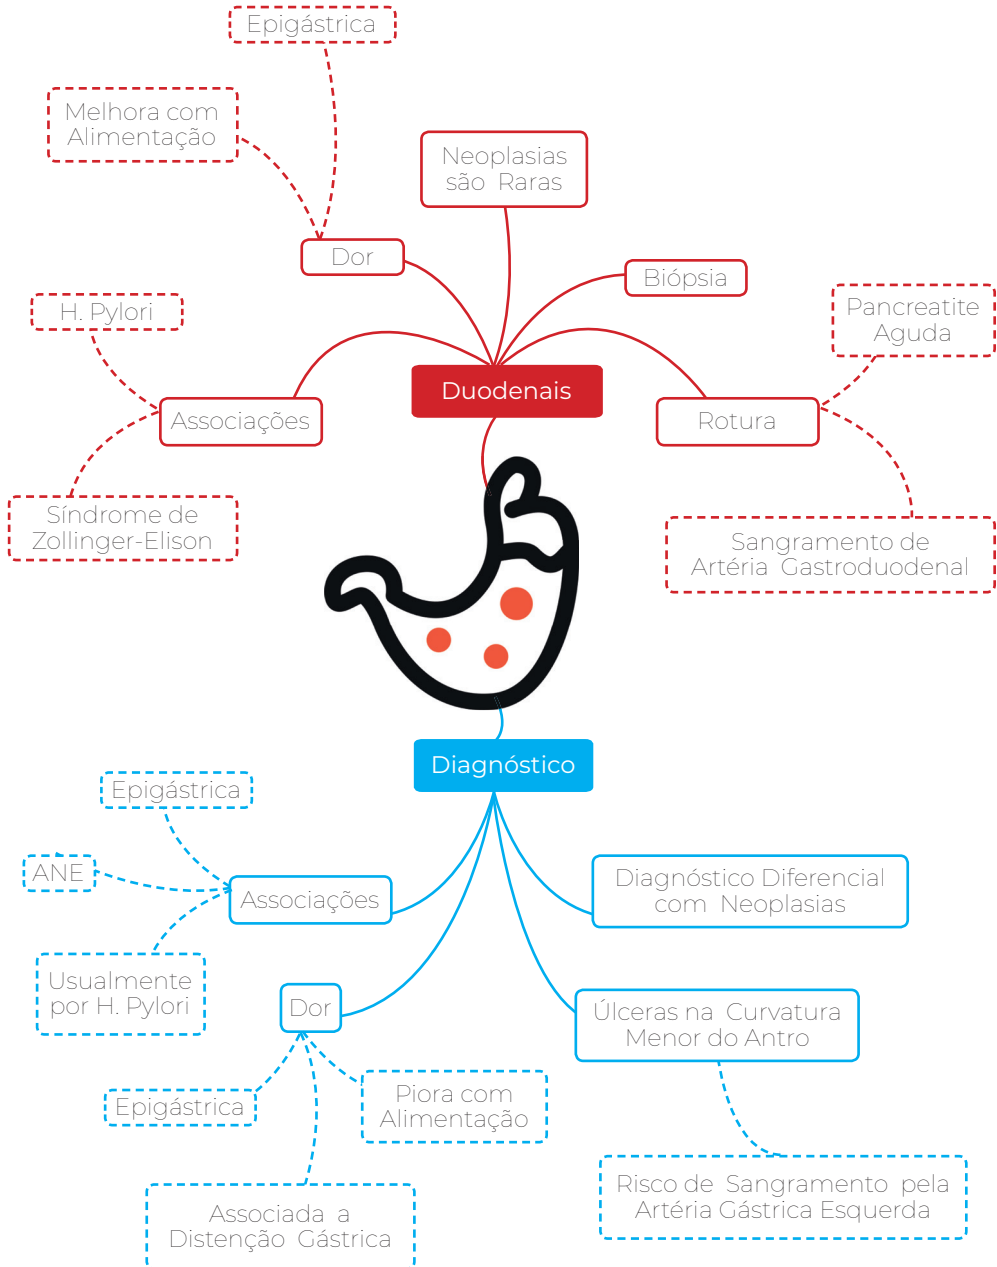 Epigástrica
Melhora com
Alimentação
Neoplasias
são Raras
Dor
Biópsia
H. Pylori
Pancreatite
Aguda
Duodenais
Associações
Rotura
Síndrome de
Zollinger-Elison
Sangramento de
Artéria Gastroduodenal
Diagnóstico
Epigástrica
ANE
Associações
Diagnóstico Diferencial
com Neoplasias
Usualmente
por H. Pylori
Dor
Úlceras na Curvatura
Menor do Antro
Epigástrica
Piora com
Alimentação
Risco de Sangramento pela
Artéria Gástrica Esquerda
Associada a
Distenção Gástrica